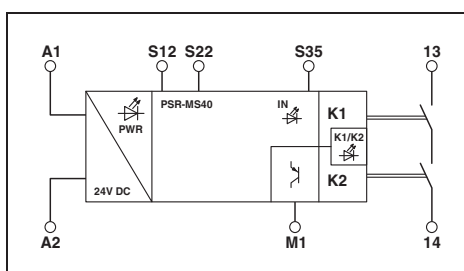 A1 S12 S22 S35 13
PSR-MS40 IN K1
PWR K1/K2
24V DC K2
A2 M1 14